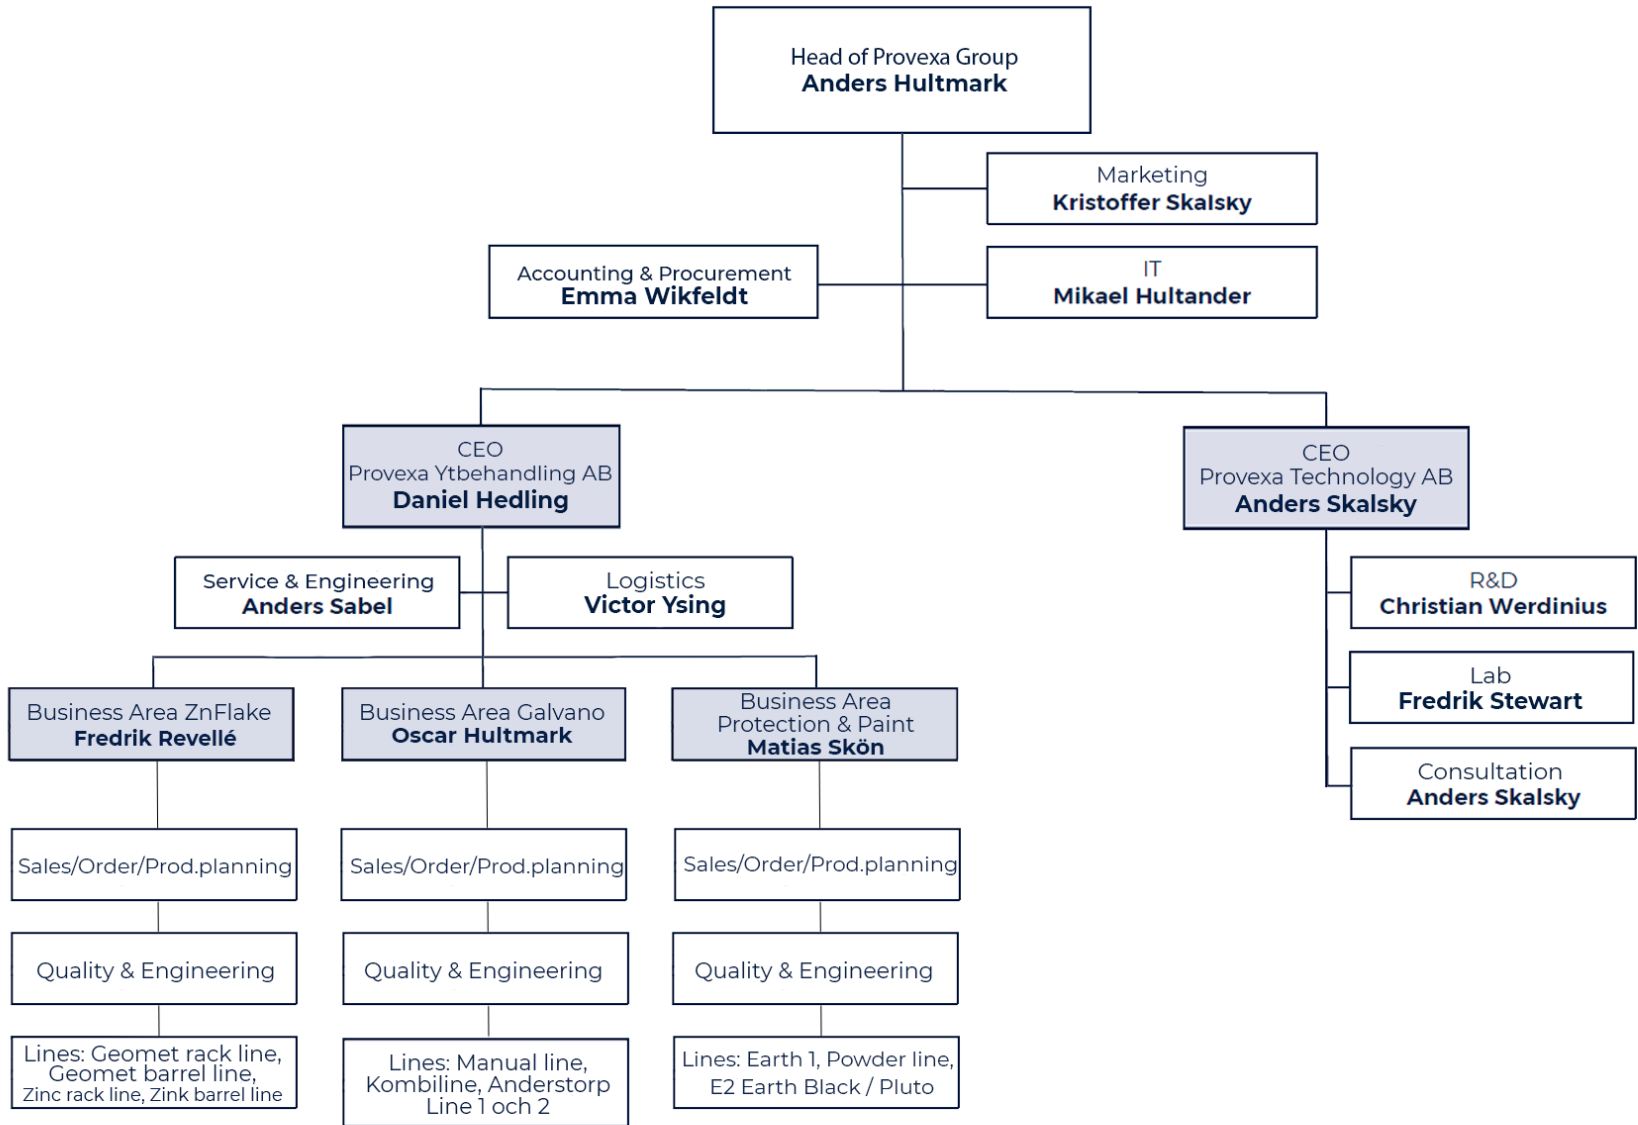 Head of Provexa Group
Anders Hultmark
Marketing
Kristoffer Skalsky
Accounting & Procurement
Emma Wikfeldt
IT
Mikael Hultander
CEO
Provexa Ytbehandling AB
Daniel Hedling
CEO
Provexa Technology AB
Anders Skalsky
Service & Engineering
Anders Sabel
Logistics
Victor Ysing
R&D
Christian Werdinius
Lab
Fredrik Stewart
Consultation
Anders Skalsky
Business Area ZnFlake
Fredrik Revellé
Business Area Galvano
Oscar Hultmark
Business Area
Protection & Paint
Matias Skön
Sales/Order/Prod.planning
Sales/Order/Prod.planning
Sales/Order/Prod.planning
Quality & Engineering
Quality & Engineering
Quality & Engineering
Lines: Geomet rack line,
Geomet barrel line,
Zinc rack line, Zink barrel line
Lines: Manual line,
Kombiline, Anderstorp
Line 1 och 2
Lines: Earth 1, Powder line,
E2 Earth Black / Pluto